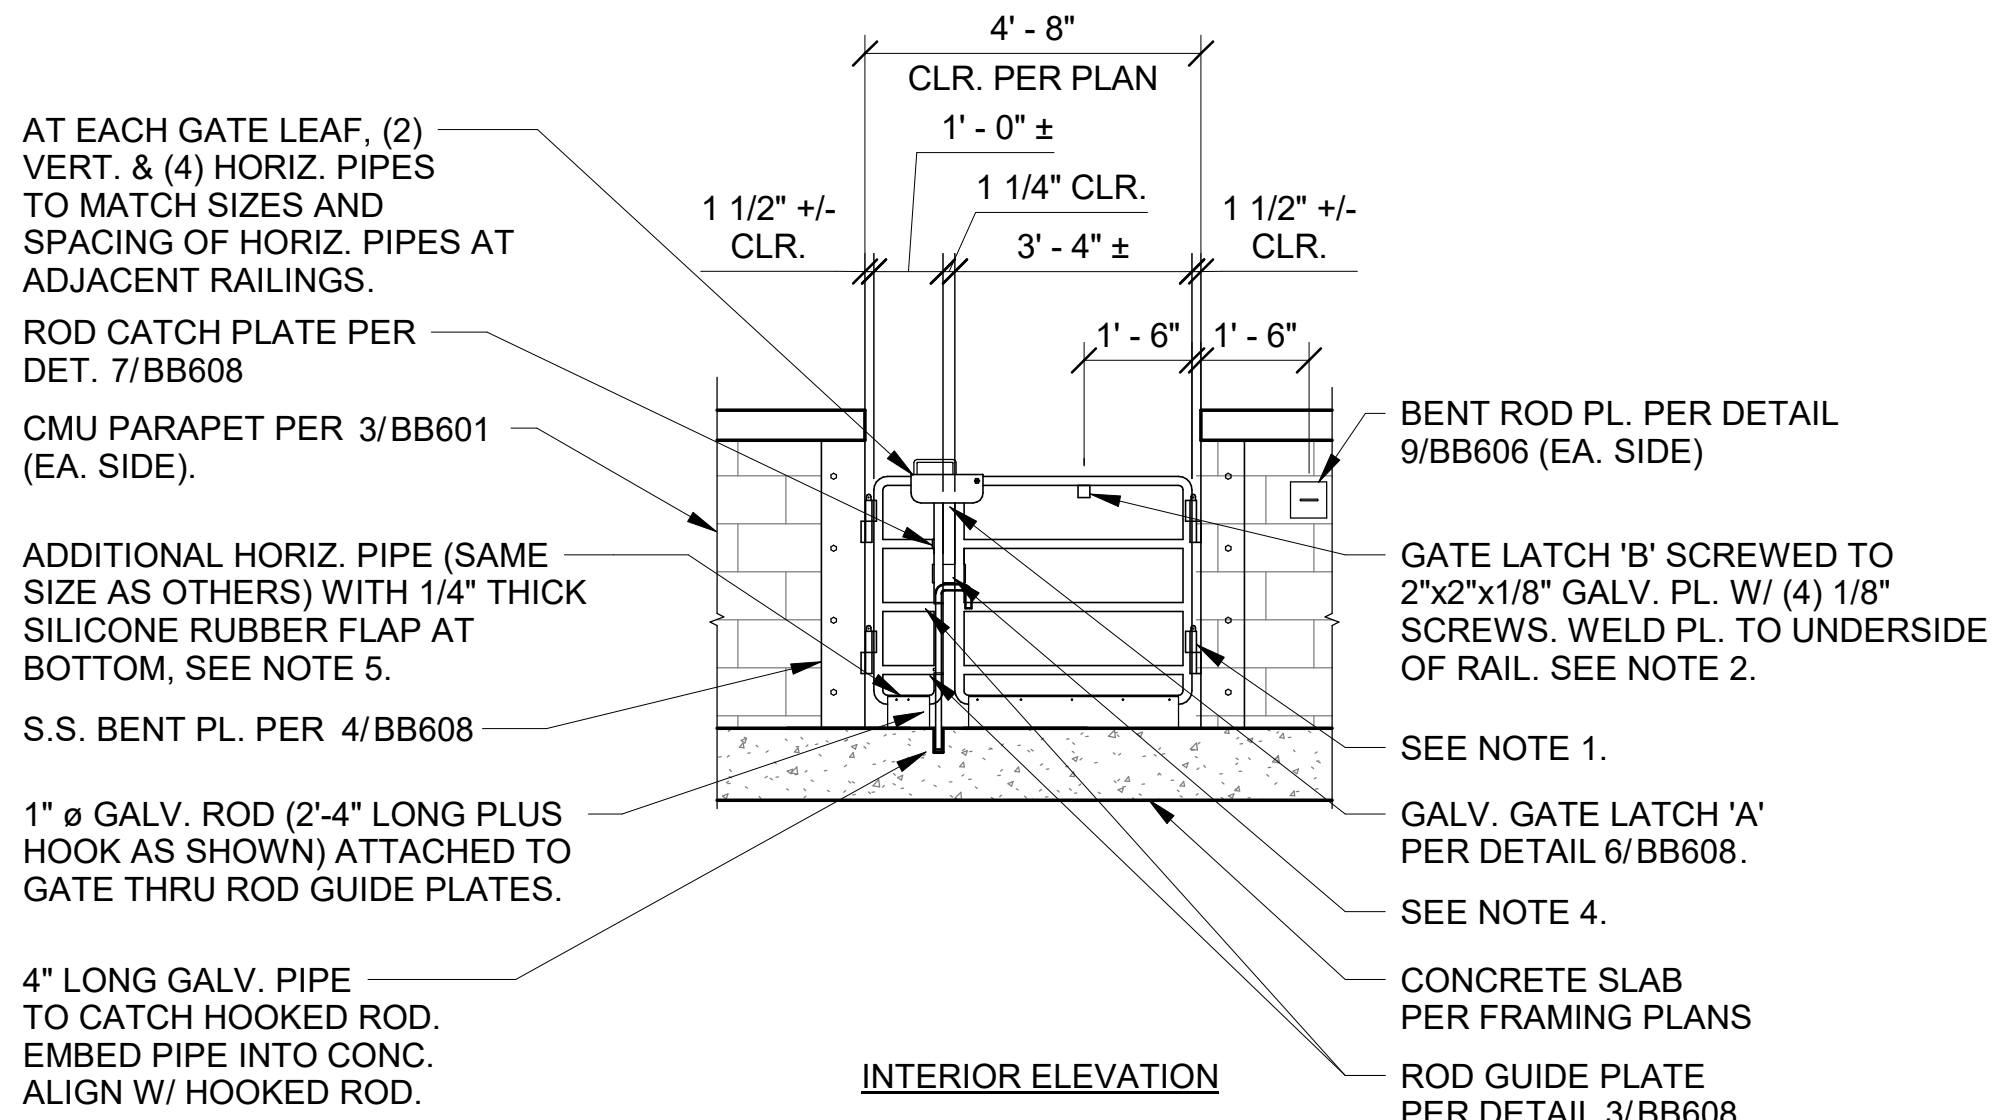 4' - 8"
CLR. PER PLAN
1' - 0" ±
1 1/4" CLR.
1 1/2" +/-
CLR.
3' - 4" ±
1 1/2" +/-
CLR.
1' - 6"
1' - 6"
AT EACH GATE LEAF, (2)
VERT. & (4) HORIZ. PIPES
TO MATCH SIZES AND
SPACING OF HORIZ. PIPES AT
ADJACENT RAILINGS.
ROD CATCH PLATE PER
DET. 7/BB608
CMU PARAPET PER 3/BB601
(EA. SIDE).
ADDITIONAL HORIZ. PIPE (SAME
SIZE AS OTHERS) WITH 1/4" THICK
SILICONE RUBBER FLAP AT
BOTTOM, SEE NOTE 5.
S.S. BENT PL. PER 4/BB608
1" ø GALV. ROD (2'-4" LONG PLUS
HOOK AS SHOWN) ATTACHED TO
GATE THRU ROD GUIDE PLATES.
4" LONG GALV. PIPE
TO CATCH HOOKED ROD.
EMBED PIPE INTO CONC.
ALIGN W/ HOOKED ROD.
BENT ROD PL. PER DETAIL
9/BB606 (EA. SIDE)
GATE LATCH 'B' SCREWED TO
2"x2"x1/8" GALV. PL. W/ (4) 1/8"
SCREWS. WELD PL. TO UNDERSIDE
OF RAIL. SEE NOTE 2.
SEE NOTE 1.
GALV. GATE LATCH 'A'
PER DETAIL 6/BB608.
SEE NOTE 4.
CONCRETE SLAB
PER FRAMING PLANS
ROD GUIDE PLATE
PER DETAIL 3/BB608
INTERIOR ELEVATION